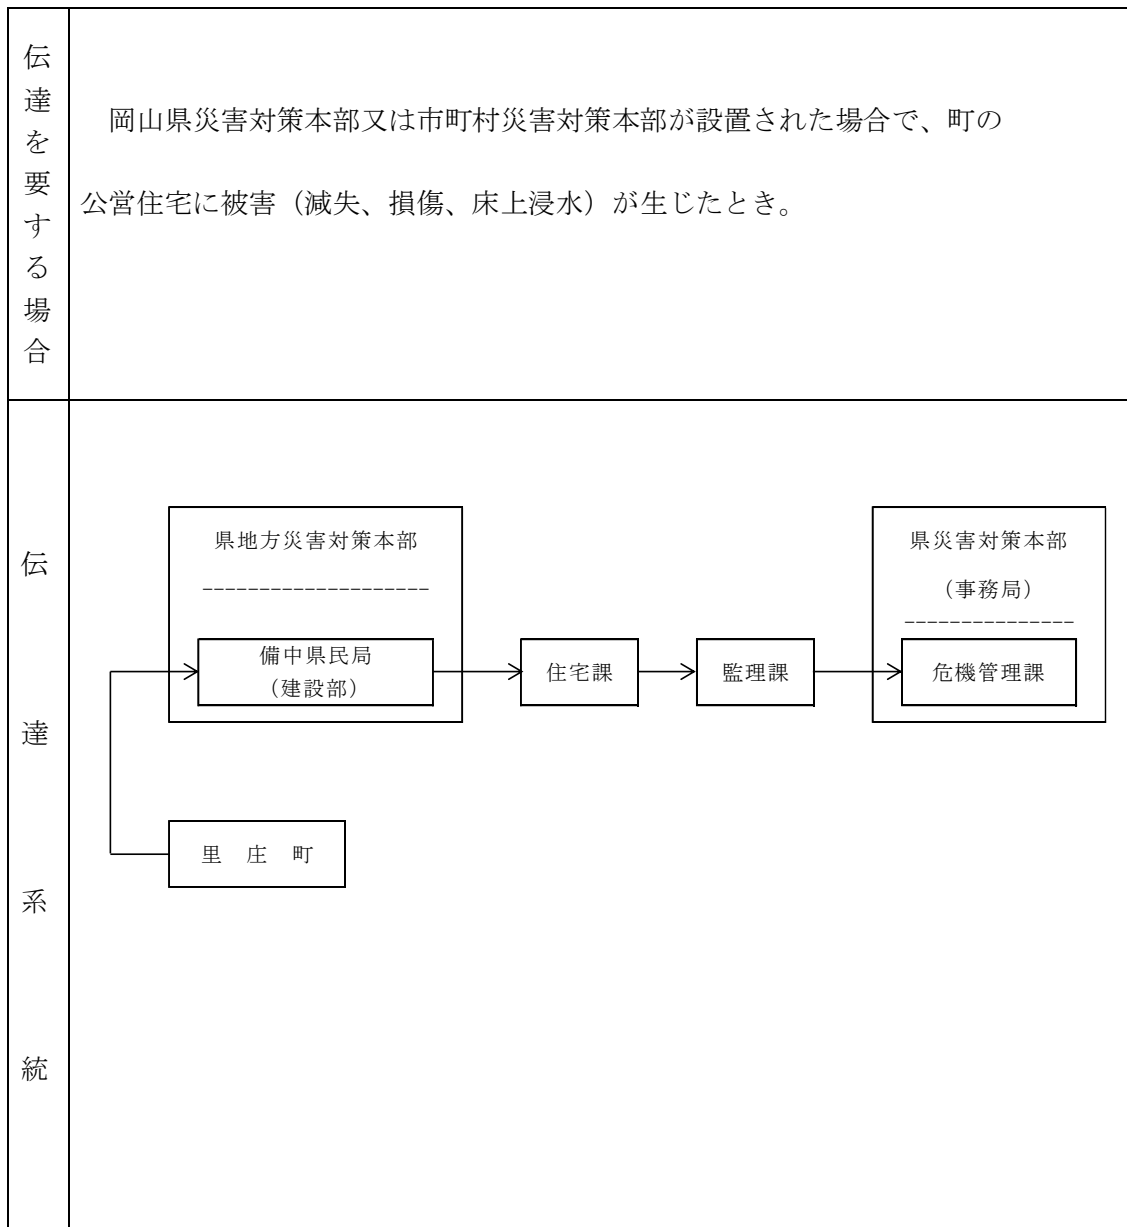 伝達を要する場合
岡山県災害対策本部又は市町村災害対策本部が設置された場合で、町の
公営住宅に被害（減失、損傷、床上浸水）が生じたとき。
伝達系統
県地方災害対策本部
--------------------
備中県民局
（建設部）
住宅課
監理課
県災害対策本部
（事務局）
---------------
危機管理課
里　庄　町